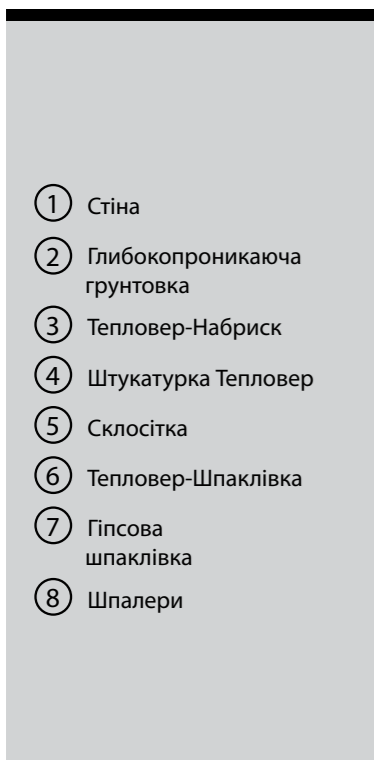 1 Стіна
2 Глибокопроникаюча
грунтовка
3 Тепловер-Набриск
4 Штукатурка Тепловер
5 Склосітка
6 Тепловер-Шпаклівка
7 Гіпсова
шпаклівка
8 Шпалери